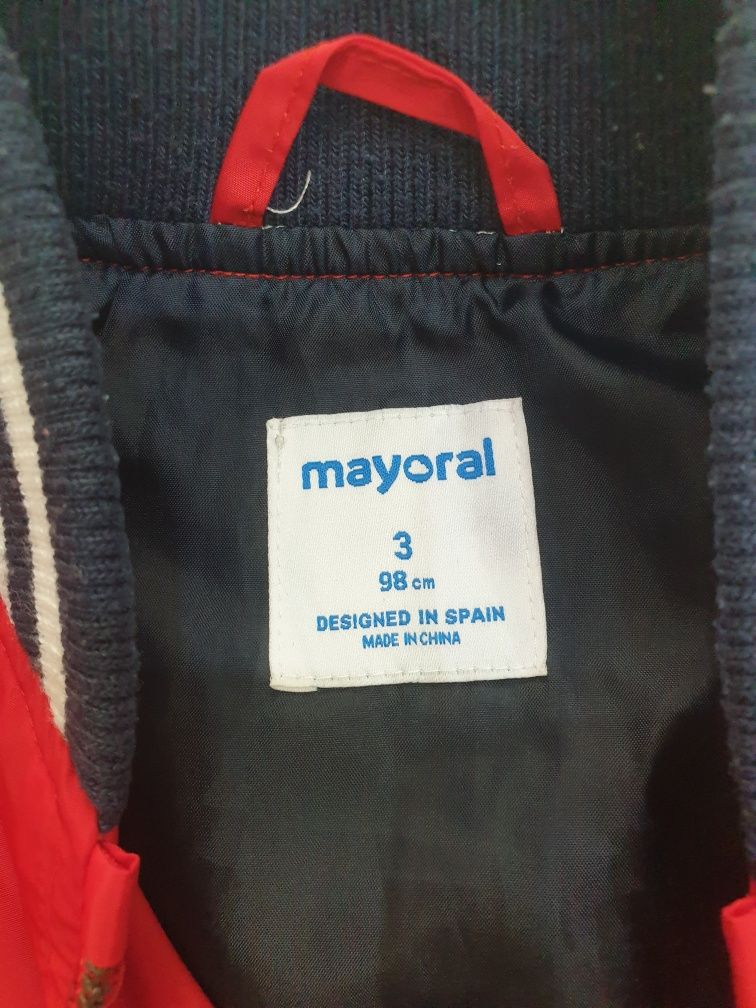 mayoral
3
98 cm
DESIGNED IN SPAIN
MADE IN CHINA